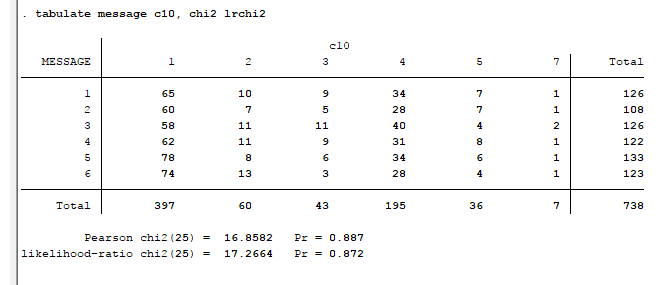 . tabulate message c10, chi2 lrchi2
c10
MESSAGE 1 2 3 4 5 7 Total
1 65 10 9 34 7 1 126
2 60 7 5 28 7 1 108
3 58 11 11 40 4 2 126
4 62 11 9 31 8 1 122
5 78 8 6 34 6 1 133
6 74 13 3 28 4 1 123
Total 397 60 43 195 36 7 738
Pearson chi2(25) = 16.8582 Pr = 0.887
likelihood-ratio chi2(25) = 17.2664 Pr = 0.872